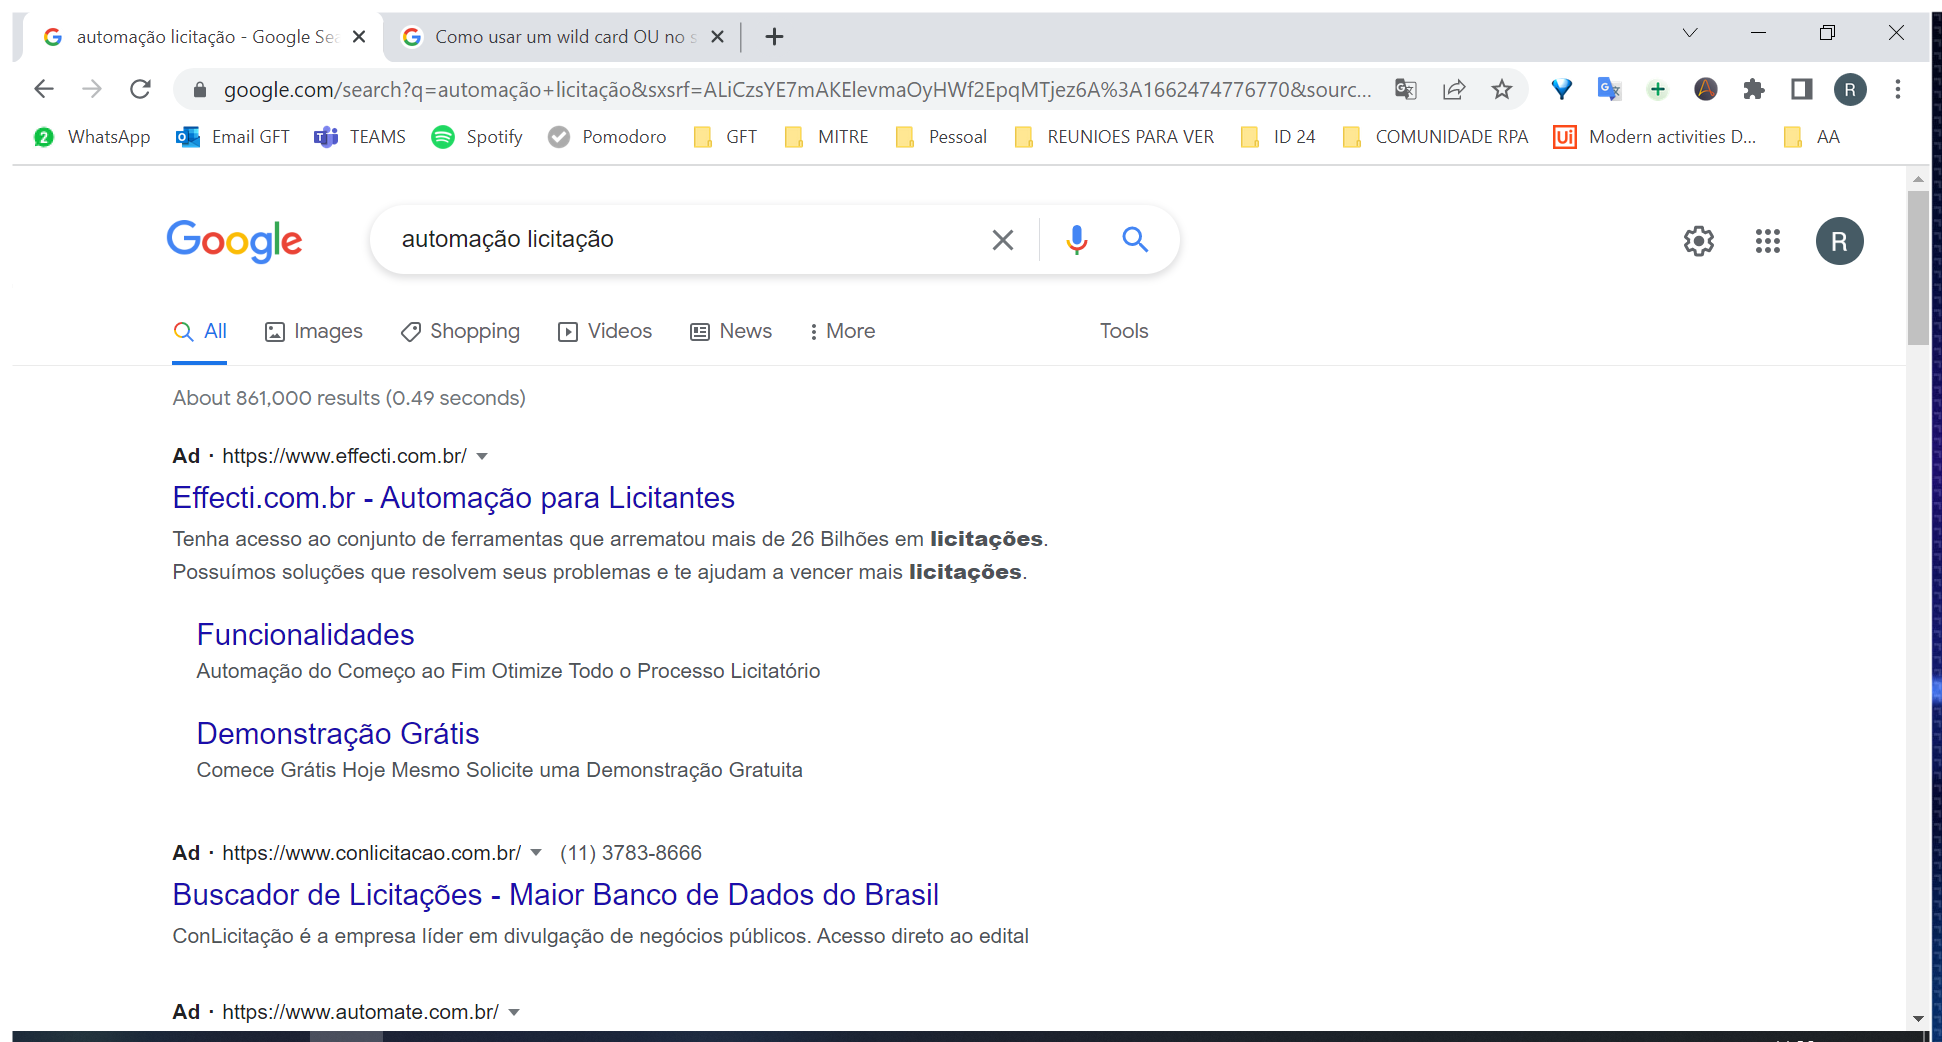 automação licitação - Google Sea
Como usar um wild card OU no s
google.com/search?q=automação+licitação&sxsrf=ALiCzsYE7mAKElevmaOyHWf2EpqMTjez6A%3A1662474776770&sourc...
R
2 WhatsApp Email GFT TEAMS Spotify Pomodoro GFT MITRE Pessoal REUNIOES PARA VER ID 24 COMUNIDADE RPA Ui Modern activities D... AA
Google automação licitação R
All Images Shopping Videos News More Tools
About 861,000 results (0.49 seconds)
Ad · https://www.effecti.com.br/
Effecti.com.br - Automação para Licitantes
Tenha acesso ao conjunto de ferramentas que arrematou mais de 26 Bilhões em licitações.
Possuímos soluções que resolvem seus problemas e te ajudam a vencer mais licitações.
Funcionalidades
Automação do Começo ao Fim Otimize Todo o Processo Licitatório
Demonstração Grátis
Comece Grátis Hoje Mesmo Solicite uma Demonstração Gratuita
Ad · https://www.conlicitacao.com.br/ (11) 3783-8666
Buscador de Licitações - Maior Banco de Dados do Brasil
ConLicitação é a empresa líder em divulgação de negócios públicos. Acesso direto ao edital
Ad · https://www.automate.com.br/